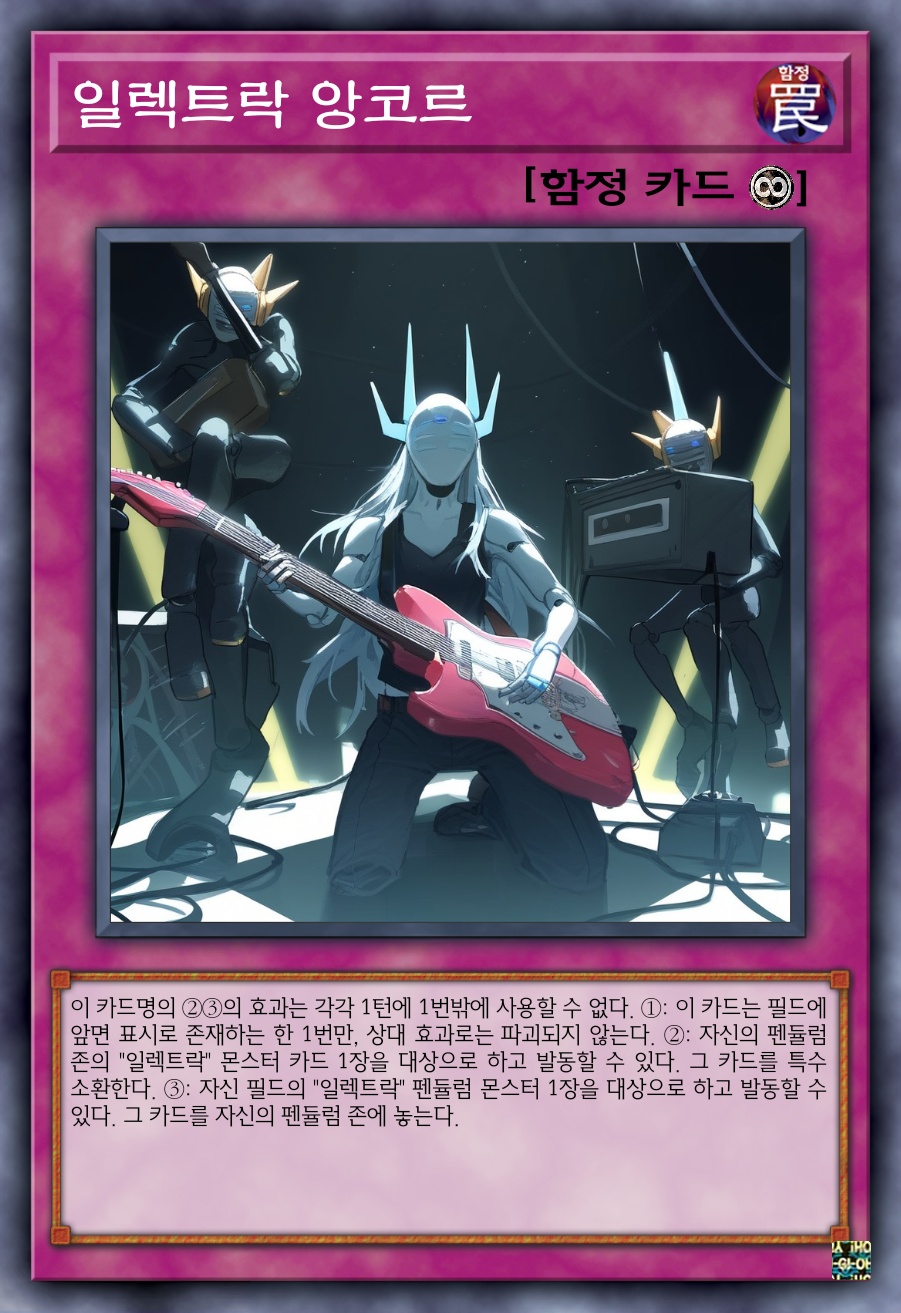 일렉트락 앙코르
함정
罠
[함정 카드 ♾]
이 카드명의 ②③의 효과는 각각 1턴에 1번밖에 사용할 수 없다. ①: 이 카드는 필드에
앞면 표시로 존재하는 한 1번만, 상대 효과로는 파괴되지 않는다. ②: 자신의 펜듈럼
존의 "일렉트락" 몬스터 카드 1장을 대상으로 하고 발동할 수 있다. 그 카드를 특수
소환한다. ③: 자신 필드의 "일렉트락" 펜듈럼 몬스터 1장을 대상으로 하고 발동할 수
있다. 그 카드를 자신의 펜듈럼 존에 놓는다.